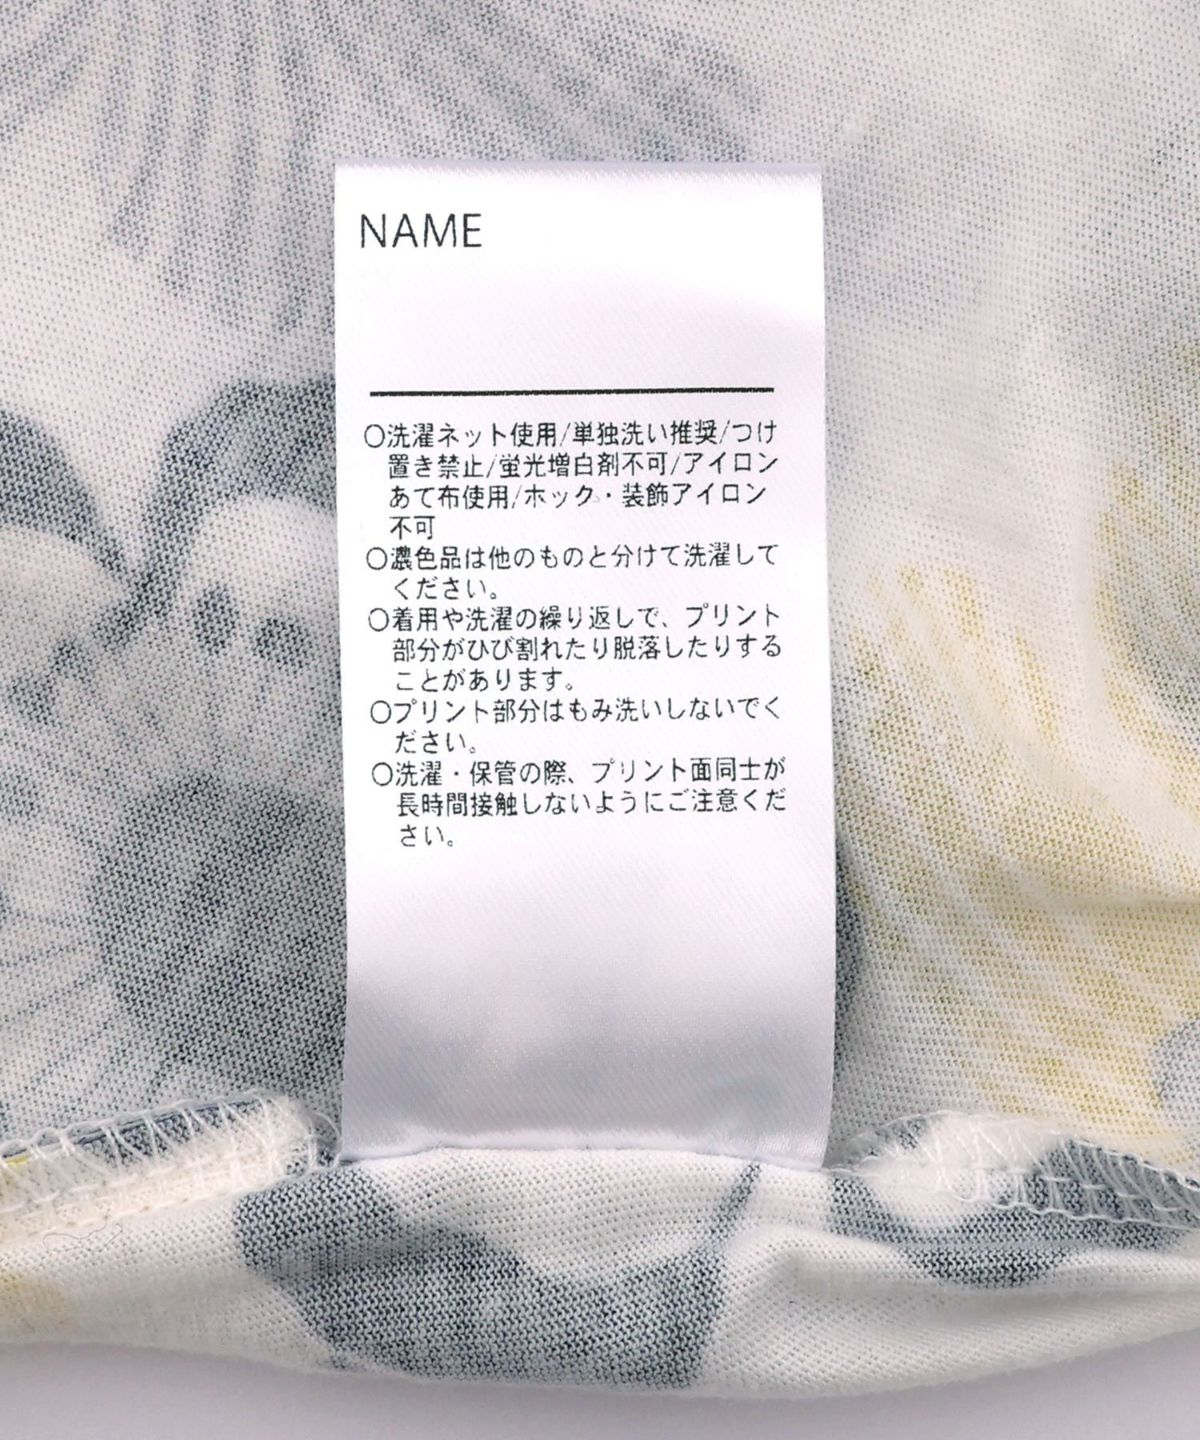 NAME
○洗濯ネット使用/単独洗い推奨/つけ
置き禁止/蛍光増白剤不可/アイロン
あて布使用/ホック・装飾アイロン
不可
○濃色品は他のものと分けて洗濯して
ください。
○着用や洗濯の繰り返しで、プリント
部分がひび割れたり脱落したりする
ことがあります。
○プリント部分はもみ洗いしないでく
ださい。
○洗濯・保管の際、プリント面同士が
長時間接触しないようにご注意くだ
さい。